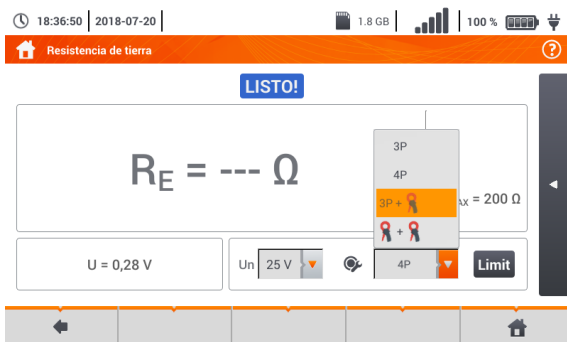 18:36:50 2018-07-20 1.8 GB 100 %
Resistencia de tierra ?
LISTO!
3P
4P
RE = --- Ω
3P +
AX = 200 Ω
+
U = 0,28 V
Un 25 V 4P Limit